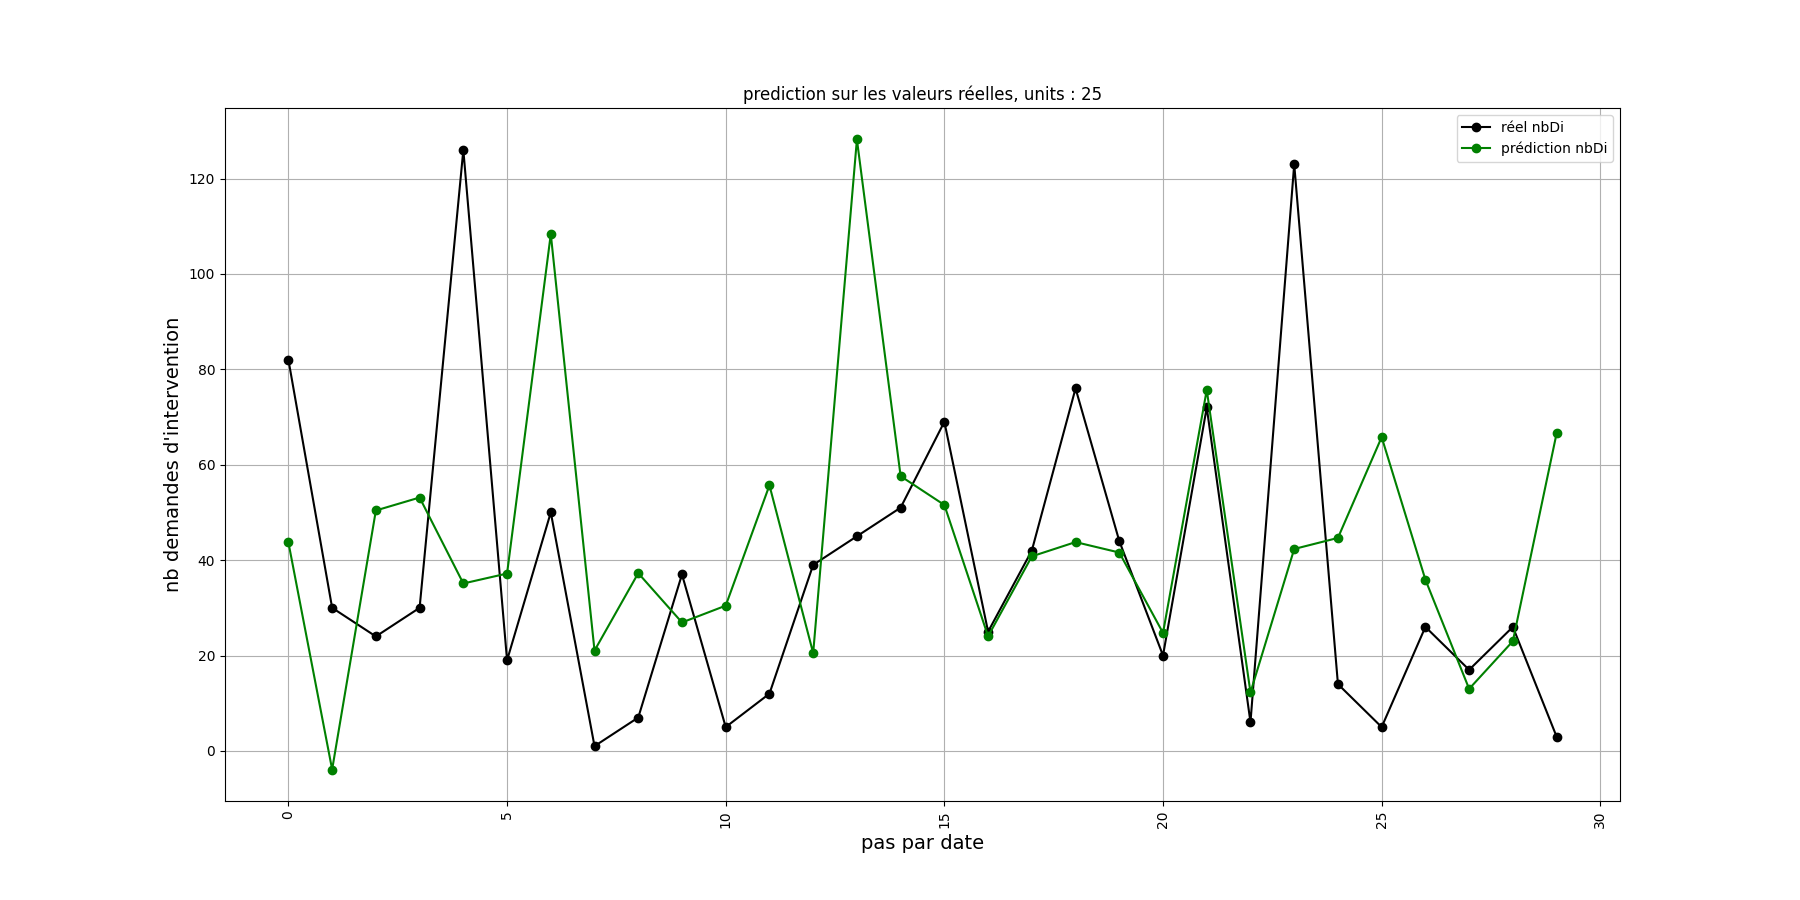 prediction sur les valeurs réelles, units : 25
réel nbDi
prédiction nbDi
120
100
80
60
40
20
0
nb demandes d'intervention
0
5
10
15
20
25
30
pas par date